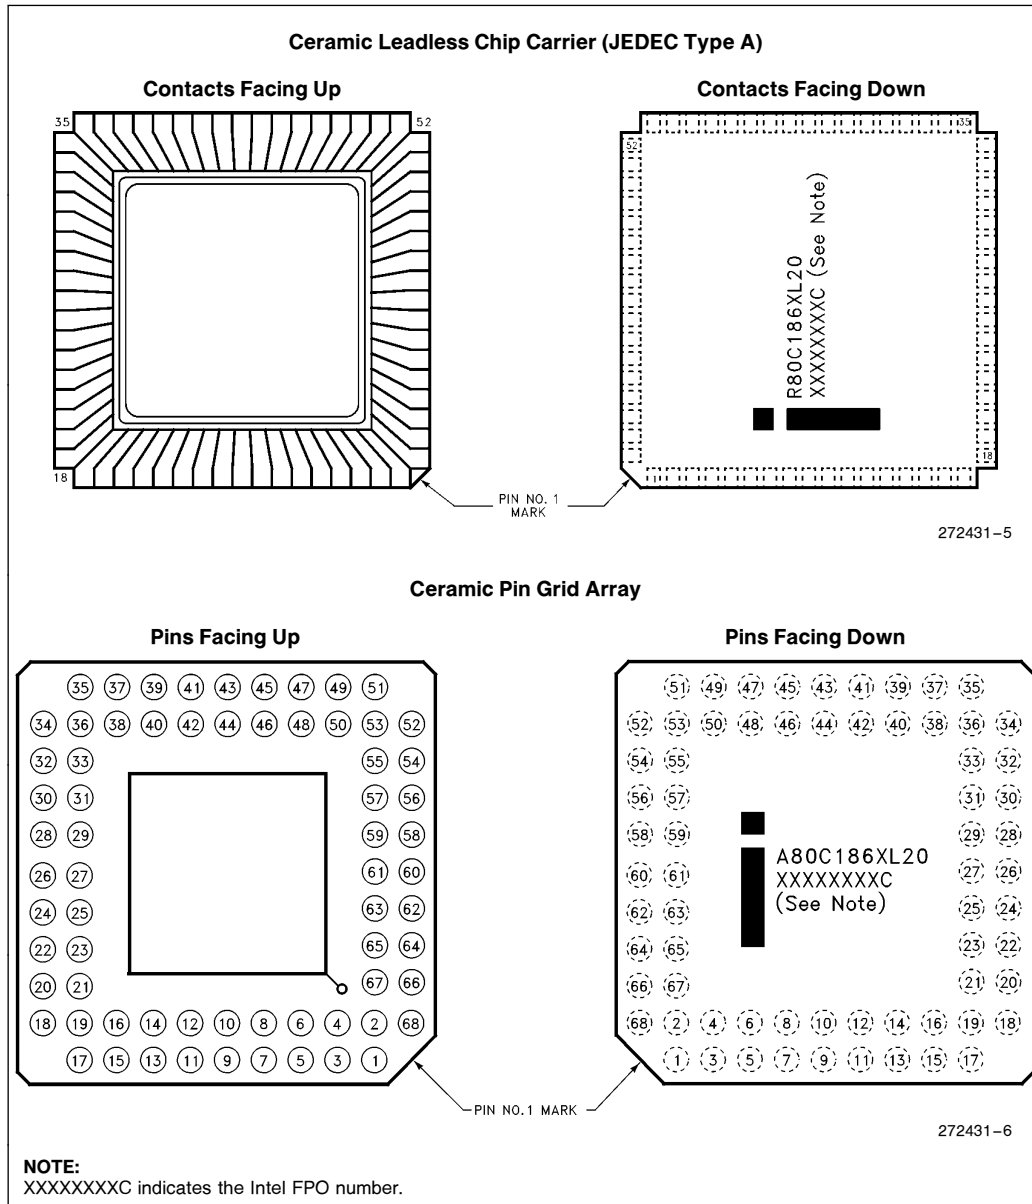 Ceramic Leadless Chip Carrier (JEDEC Type A)
Contacts Facing Up
Contacts Facing Down
35 52
18
35
52
18
1
R80C186XL20
XXXXXXXXC (See Note)
PIN NO. 1
MARK
272431–5
Ceramic Pin Grid Array
Pins Facing Up
35 37 39 41 43 45 47 49 51
34 36 38 40 42 44 46 48 50 53 52
32 33 55 54
30 31 57 56
28 29 59 58
26 27 61 60
24 25 63 62
22 23 65 64
20 21 67 66
18 19 16 14 12 10 8 6 4 2 68
17 15 13 11 9 7 5 3 1
Pins Facing Down
51 49 47 45 43 41 39 37 35
52 53 50 48 46 44 42 40 38 36 34
54 55 33 32
56 57 31 30
58 59 29 28
60 61 27 26
62 63 25 24
64 65 23 22
66 67 21 20
68 2 4 6 8 10 12 14 16 19 18
1 3 5 7 9 11 13 15 17
A80C186XL20
XXXXXXXXC
(See Note)
PIN NO.1 MARK
272431–6
NOTE:
XXXXXXXXC indicates the Intel FPO number.